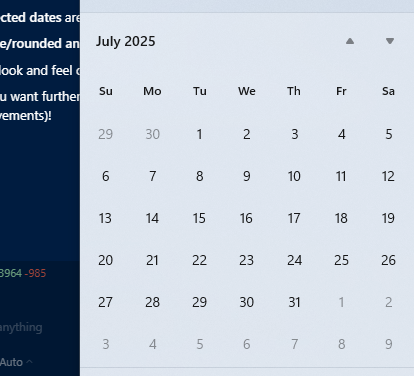 ected dates are
e/rounded an
look and feel
u want further
vements)!
3964 -985
anything
Auto
July 2025
Su Mo Tu We Th Fr Sa
29 30 1 2 3 4 5
6 7 8 9 10 11 12
13 14 15 16 17 18 19
20 21 22 23 24 25 26
27 28 29 30 31 1 2
3 4 5 6 7 8 9